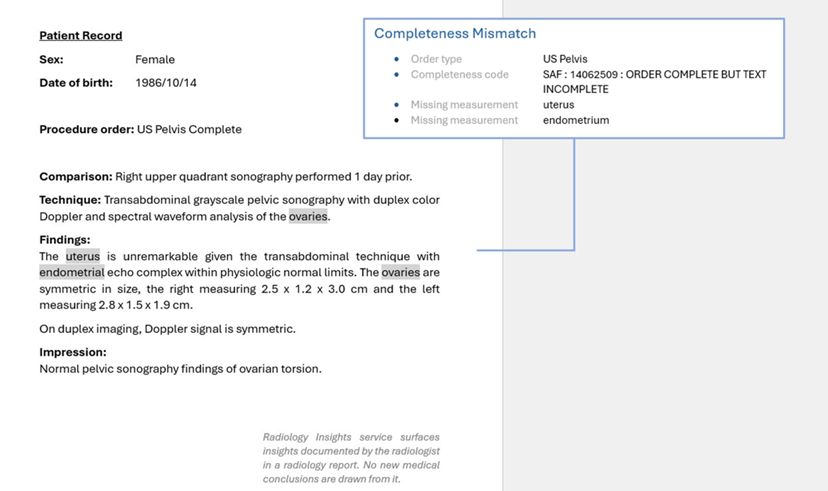 Patient Record
Sex: Female
Date of birth: 1986/10/14
Procedure order: US Pelvis Complete
Comparison: Right upper quadrant sonography performed 1 day prior.
Technique: Transabdominal grayscale pelvic sonography with duplex color
Doppler and spectral waveform analysis of the ovaries.
Findings:
The uterus is unremarkable given the transabdominal technique with
endometrial echo complex within physiologic normal limits. The ovaries are
symmetric in size, the right measuring 2.5 x 1.2 x 3.0 cm and the left
measuring 2.8 x 1.5 x 1.9 cm.
On duplex imaging, Doppler signal is symmetric.
Impression:
Normal pelvic sonography findings of ovarian torsion.
Radiology Insights service surfaces
insights documented by the radiologist
in a radiology report. No new medical
conclusions are drawn from it.
Completeness Mismatch
Order type US Pelvis
Completeness code SAF : 14062509 : ORDER COMPLETE BUT TEXT
INCOMPLETE
Missing measurement uterus
Missing measurement endometrium